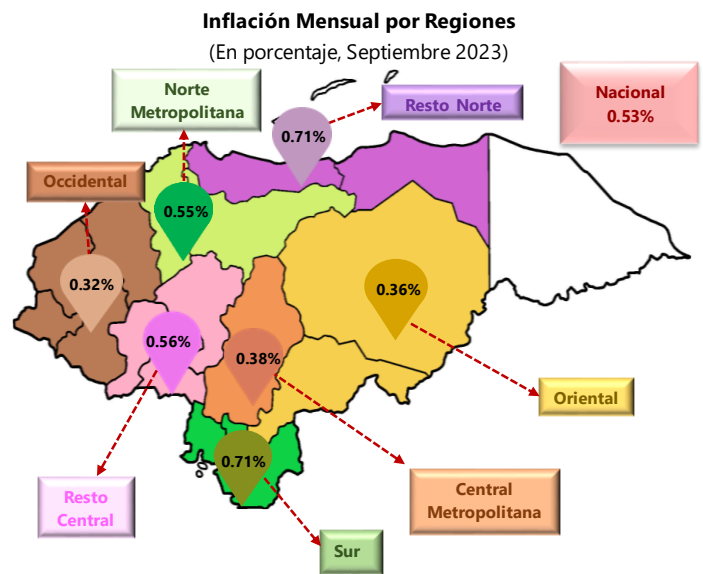 Inflación Mensual por Regiones
(En porcentaje, Septiembre 2023)
Norte
Metropolitana
Resto Norte
Nacional
0.53%
0.71%
Occidental
0.55%
0.32%
0.36%
0.56%
0.38%
Oriental
0.71%
Resto
Central
Central
Metropolitana
Sur